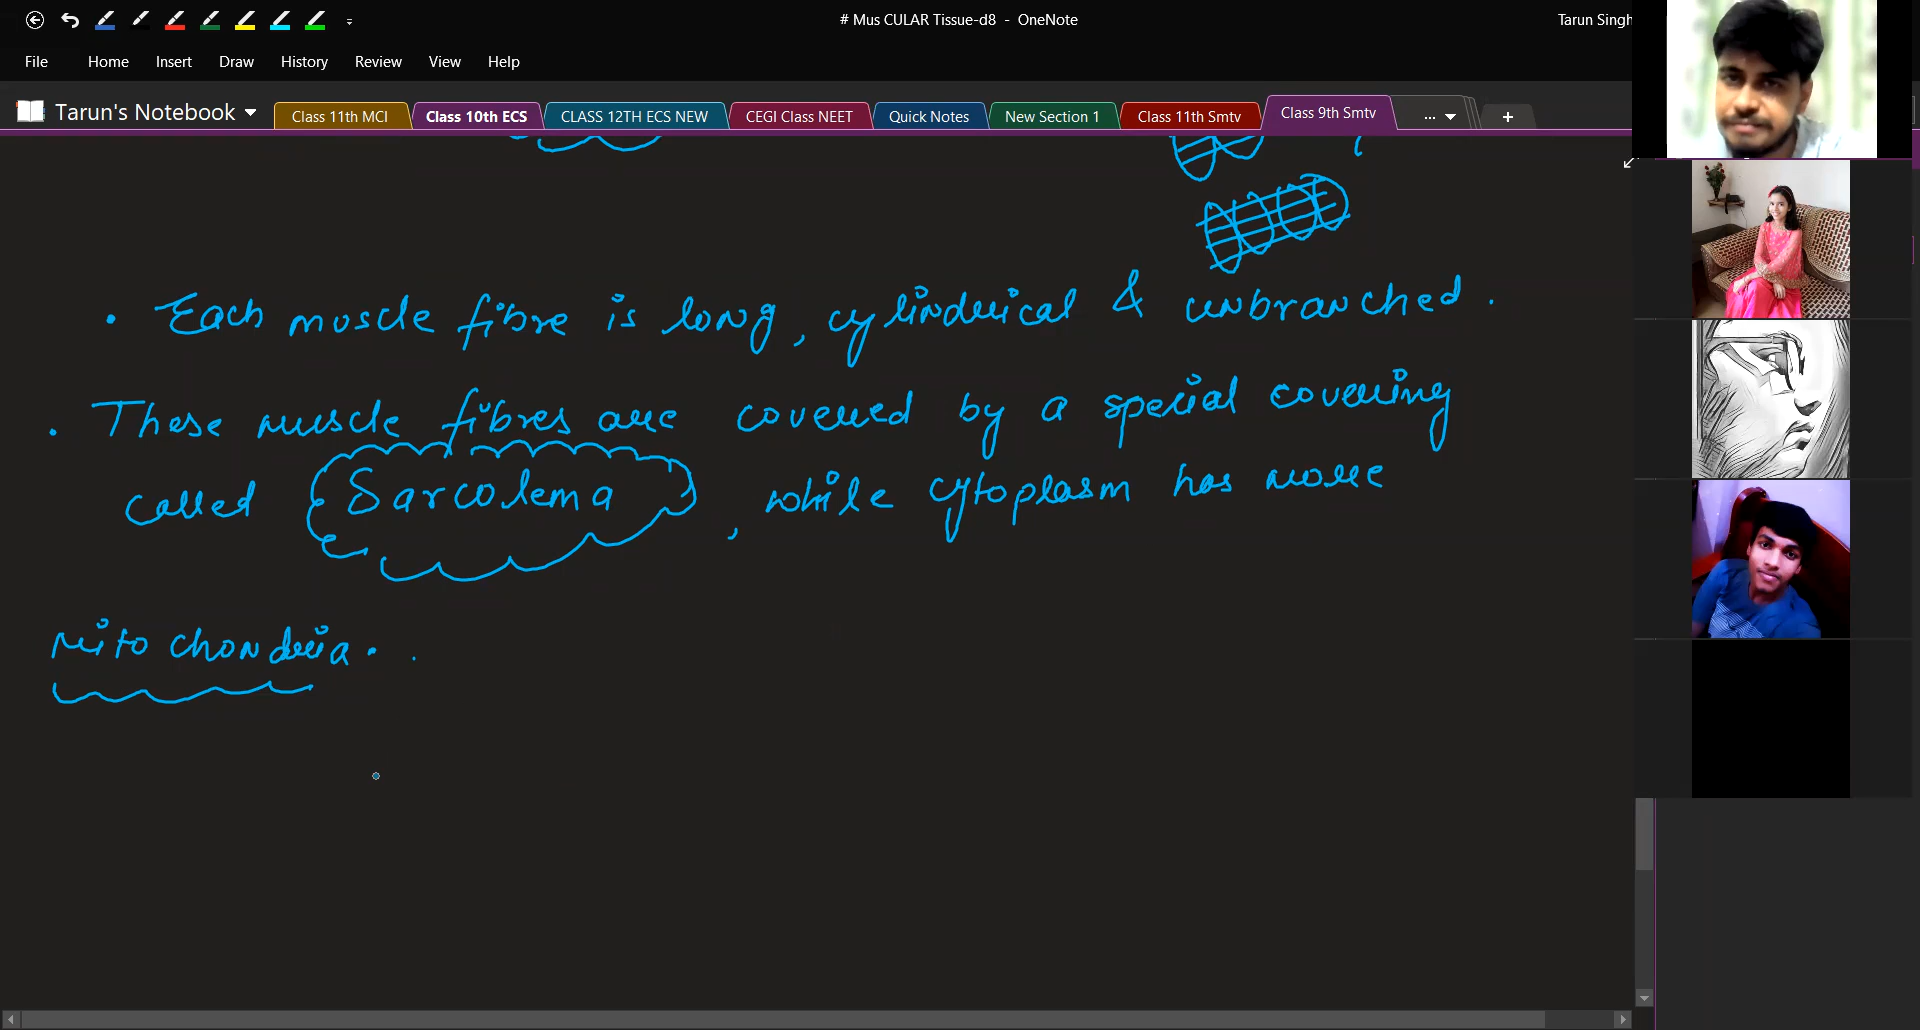 # Mus CULAR Tissue-d8 - OneNote
Tarun Singh
File Home Insert Draw History Review View Help
Tarun's Notebook
Class 11th MCI Class 10th ECS CLASS 12TH ECS NEW CEGI Class NEET Quick Notes New Section 1 Class 11th Smtv Class 9th Smtv ... +
• Each muscle fibre is long, cylindrical & unbranched.
• These muscle fibres are covered by a special covering
called Sarcolema, while cytoplasm has more
Mito chondria.